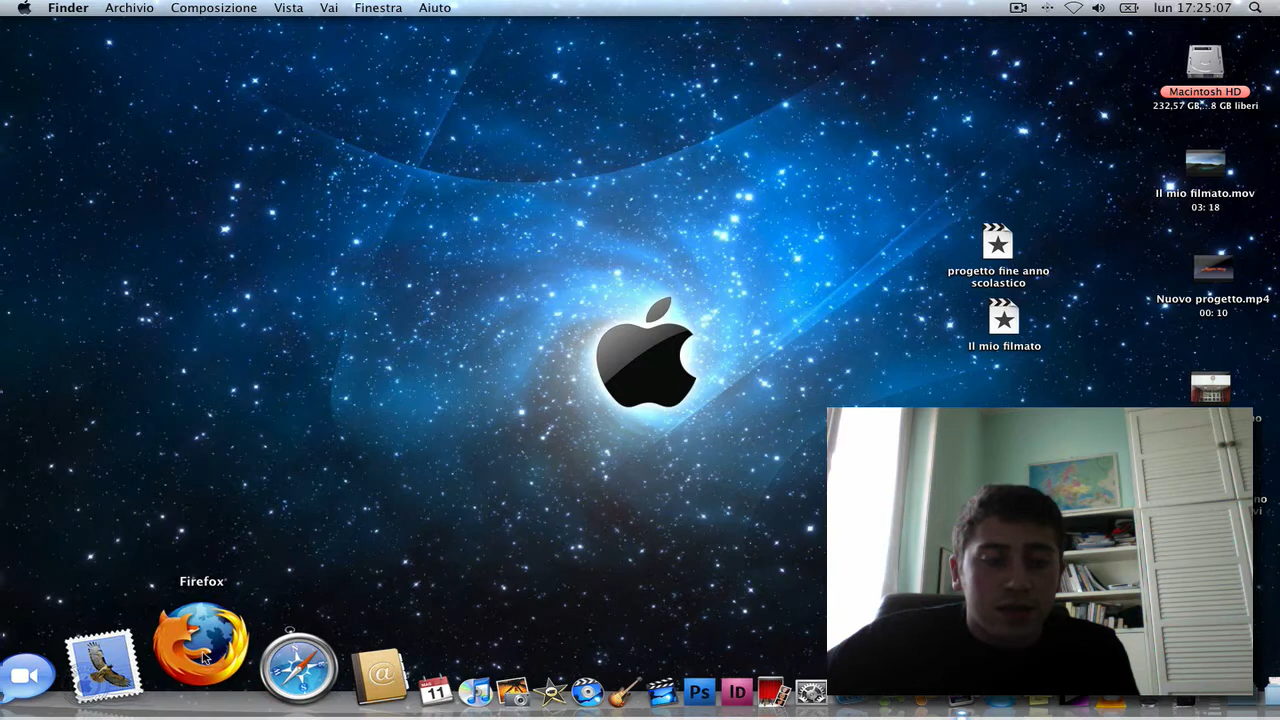 Finder Archivio Composizione Vista Vai Finestra Aiuto lun 17:25:07
Macintosh HD
232,57 GB, 8 GB liberi
Il mio filmato.mov
03: 18
progetto fine anno
scolastico
Nuovo progetto.mp4
00: 10
Il mio filmato
Firefox
11
Ps
ID